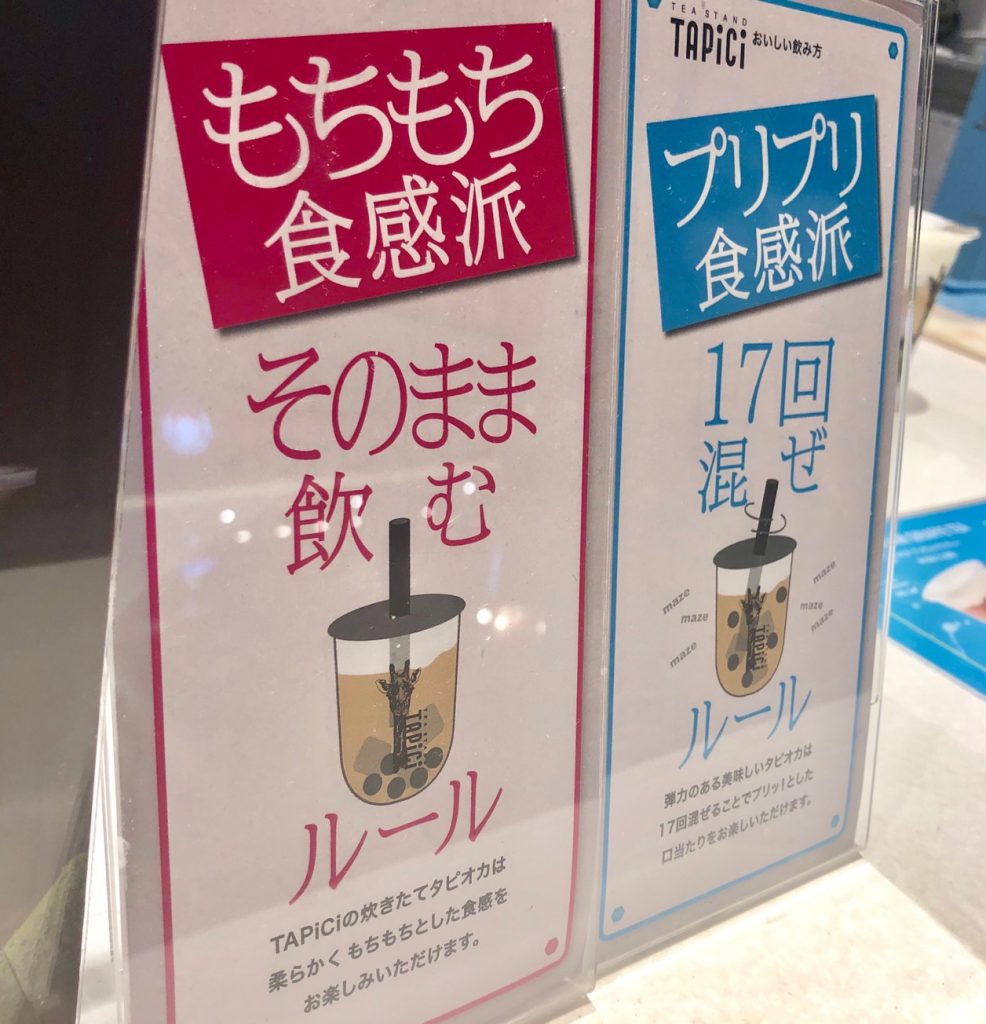 もちもち
食感派
そのまま
飲む
TEA STAND
TAPiCi
ルール
TAPiCiの炊きたてタピオカは
柔らかくもちもちとした食感を
お楽しみいただけます。
TEA STAND
TAPiCi おいしい飲み方
プリプリ
食感派
17回
混ぜ
maze
maze
maze
maze
maze
maze
TAPiCi
ルール
弾力のある美味しいタピオカは
17回混ぜることでプリッ!とした
口当たりをお楽しいただけます。